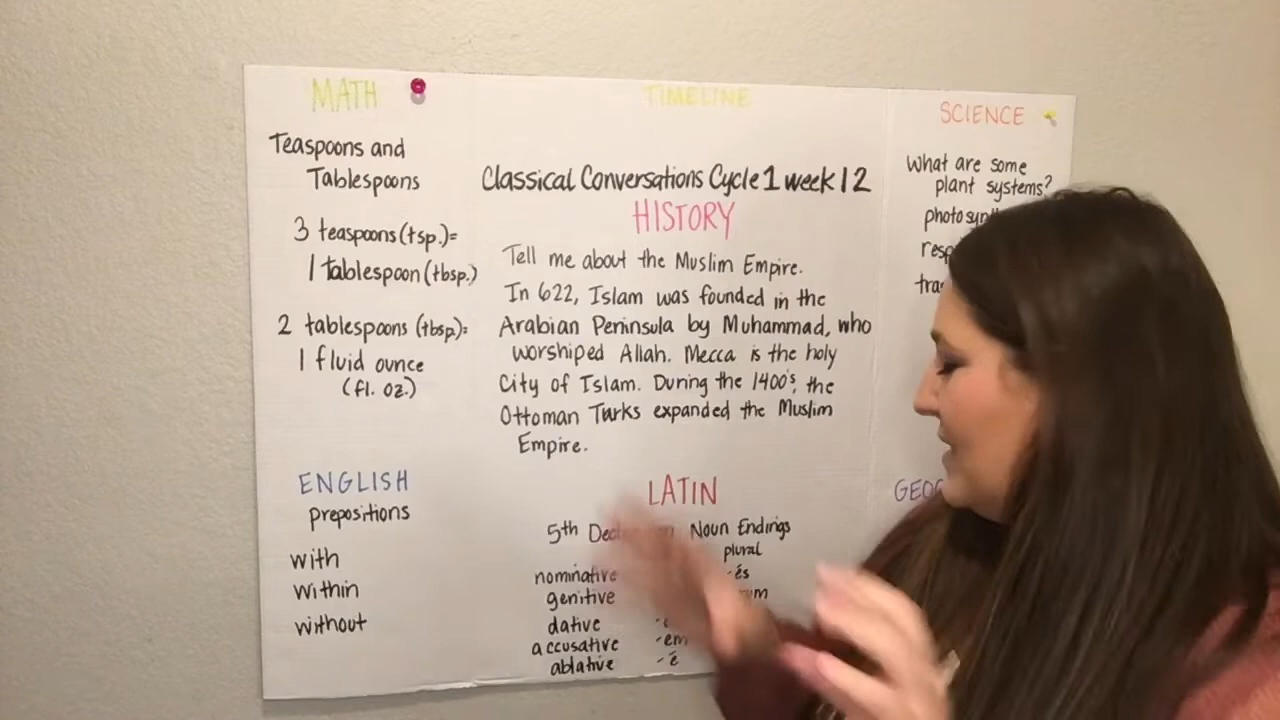 MATH
Teaspoons and
Tablespoons
3 teaspoons (tsp.)=
1 tablespoon (tbsp.)
2 tablespoons (tbsp.)=
1 fluid ounce
(fl. oz.)
ENGLISH
prepositions
with
within
without
TIMELINE
Classical Conversations Cycle 1 week 12
HISTORY
Tell me about the Muslim Empire.
In 622, Islam was founded in the
Arabian Peninsula by Muhammad, who
worshiped Allah. Mecca is the holy
City of Islam. During the 1400's, the
Ottoman Turks expanded the Muslim
Empire.
LATIN
5th Noun Endings
plural
nominative -ēs
genitive
dative
accusative -em
ablative -ē
SCIENCE
What are some
plant systems?